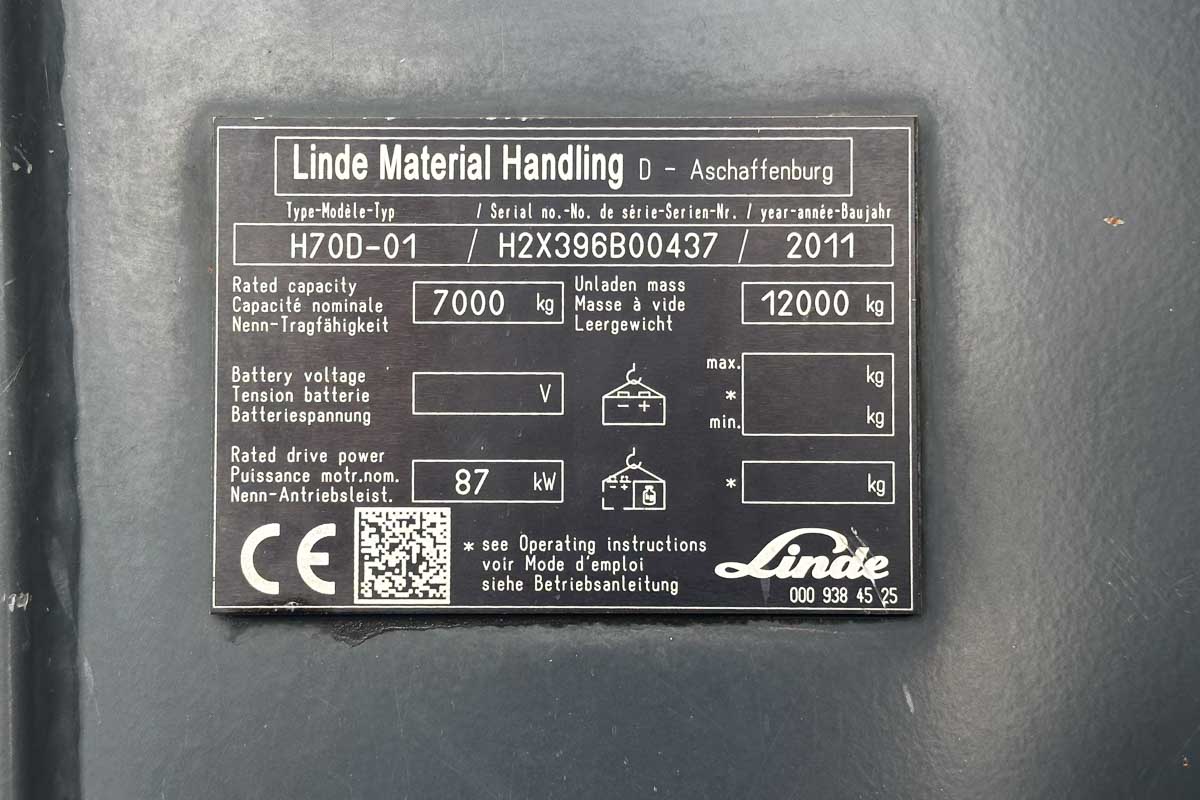 Linde Material Handling D - Aschaffenburg
Type-Modèle-Typ / Serial no.-No. de série-Serien-Nr. / year-année-Baujahr
H70D-01 / H2X396B00437 / 2011
Rated capacity
Capacité nominale
Nenn-Tragfähigkeit
7000 kg
Unladen mass
Masse à vide
Leergewicht
12000 kg
Battery voltage
Tension batterie
Batteriespannung
V
- +
max.
*
min.
kg
kg
Rated drive power
Puissance motr.nom.
Nenn-Antriebsleist.
87 kW
- +
kg
*
kg
CE
* see Operating instructions
voir Mode d'emploi
siehe Betriebsanleitung
Linde
000 938 45 25